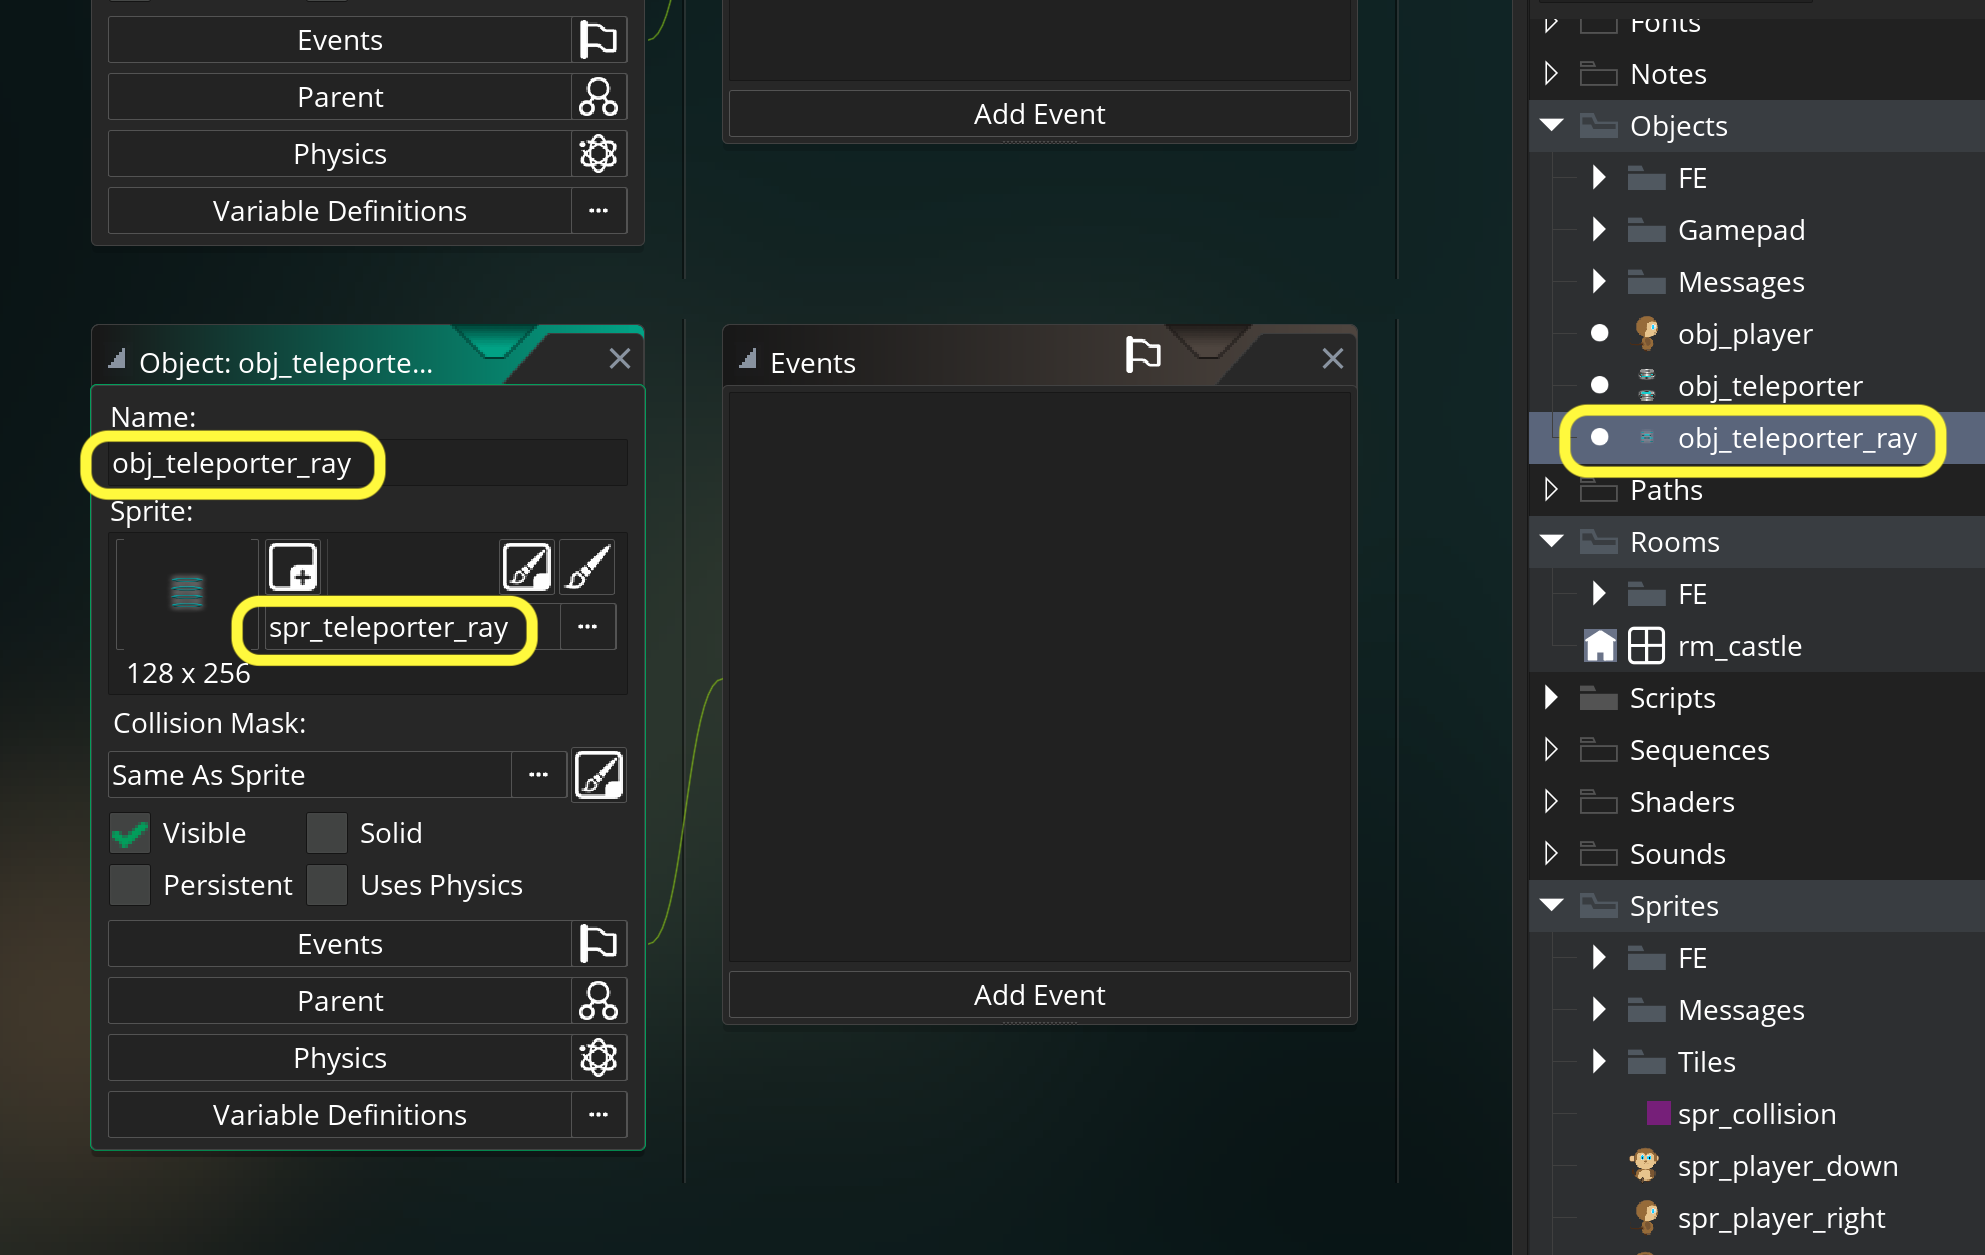 Events
Parent
Physics
Variable Definitions
Add Event
Object: obj_teleporte...
Name:
obj_teleporter_ray
Sprite:
spr_teleporter_ray
...
128 x 256
Collision Mask:
Same As Sprite
...
Visible
Solid
Persistent
Uses Physics
Events
Parent
Physics
Variable Definitions
...
Events
Add Event
Fonts
Notes
Objects
FE
Gamepad
Messages
obj_player
obj_teleporter
obj_teleporter_ray
Paths
Rooms
FE
rm_castle
Scripts
Sequences
Shaders
Sounds
Sprites
FE
Messages
Tiles
spr_collision
spr_player_down
spr_player_right